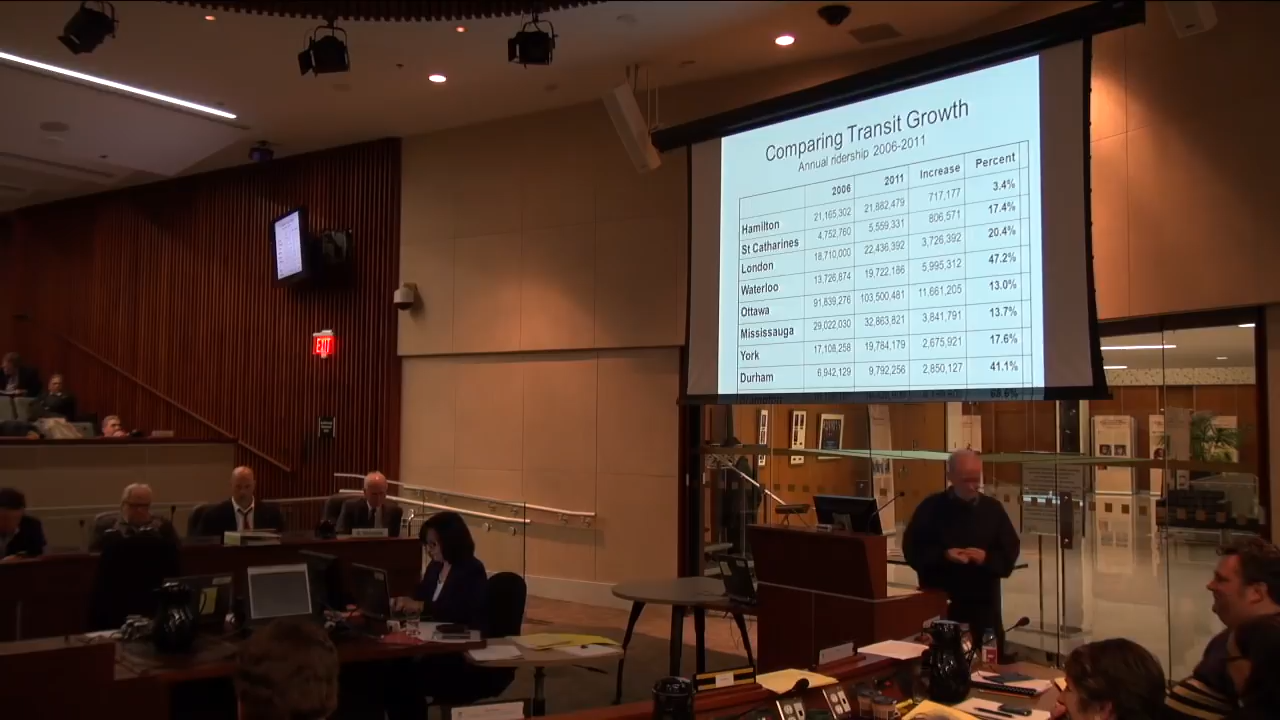 Comparing Transit Growth
Annual ridership 2006-2011
2006 2011 Increase Percent
Hamilton 21,165,302 21,882,479 717,177 3.4%
St Catharines 4,752,760 5,559,331 806,571 17.4%
London 18,710,000 22,436,392 3,726,392 20.4%
Waterloo 13,726,874 19,722,186 5,995,312 47.2%
Ottawa 91,839,276 103,500,481 11,661,205 13.0%
Mississauga 29,022,030 32,863,821 3,841,791 13.7%
York 17,108,258 19,784,179 2,675,921 17.6%
Durham 6,942,129 9,792,256 2,850,127 41.1%
EXIT